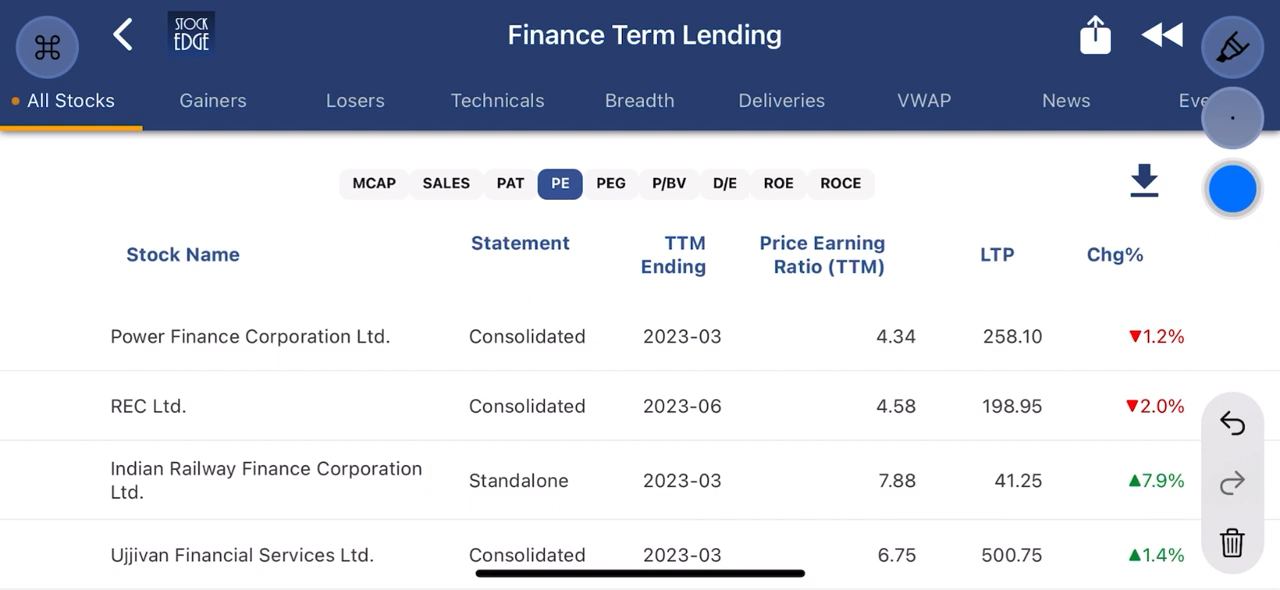 STOCK EDGE
Finance Term Lending
All Stocks Gainers Losers Technicals Breadth Deliveries VWAP News Eve
MCAP SALES PAT PE PEG P/BV D/E ROE ROCE
Stock Name Statement TTM Ending Price Earning Ratio (TTM) LTP Chg%
Power Finance Corporation Ltd. Consolidated 2023-03 4.34 258.10 ▼1.2%
REC Ltd. Consolidated 2023-06 4.58 198.95 ▼2.0%
Indian Railway Finance Corporation Ltd. Standalone 2023-03 7.88 41.25 ▲7.9%
Ujjivan Financial Services Ltd. Consolidated 2023-03 6.75 500.75 ▲1.4%